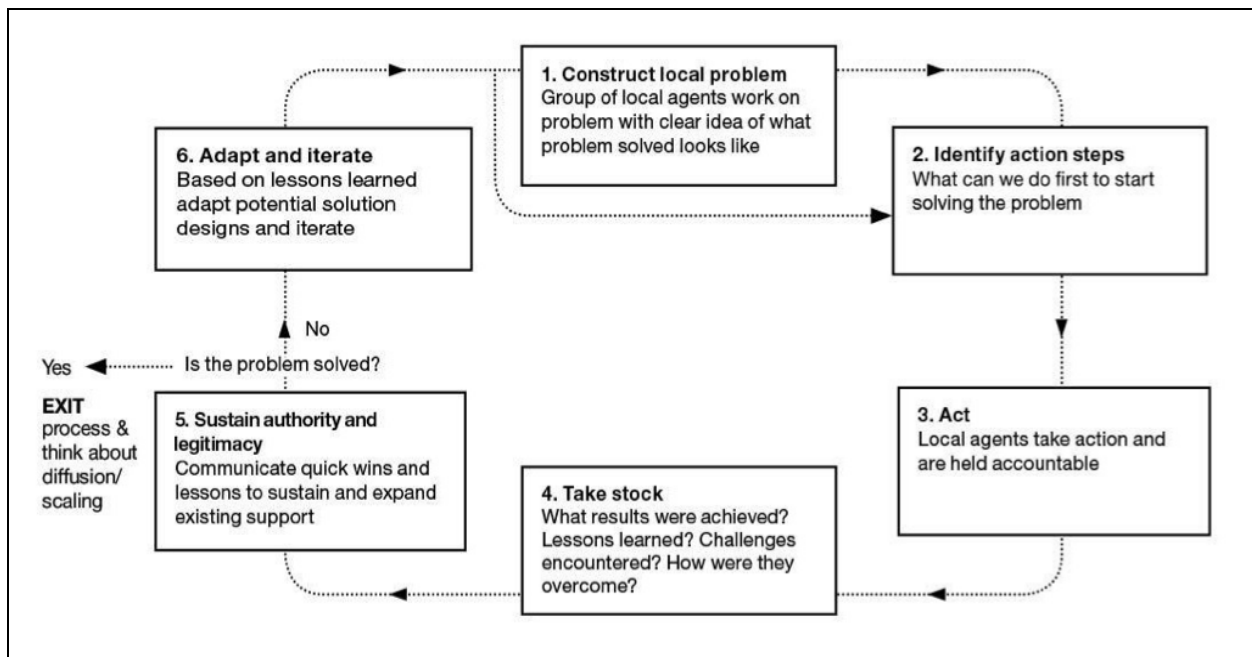 1. Construct local problem
Group of local agents work on
problem with clear idea of what
problem solved looks like
2. Identify action steps
What can we do first to start
solving the problem
3. Act
Local agents take action and
are held accountable
4. Take stock
What results were achieved?
Lessons learned? Challenges
encountered? How were they
overcome?
5. Sustain authority and
legitimacy
Communicate quick wins and
lessons to sustain and expand
existing support
Is the problem solved?
Yes
EXIT
process &
think about
diffusion/
scaling
No
6. Adapt and iterate
Based on lessons learned
adapt potential solution
designs and iterate